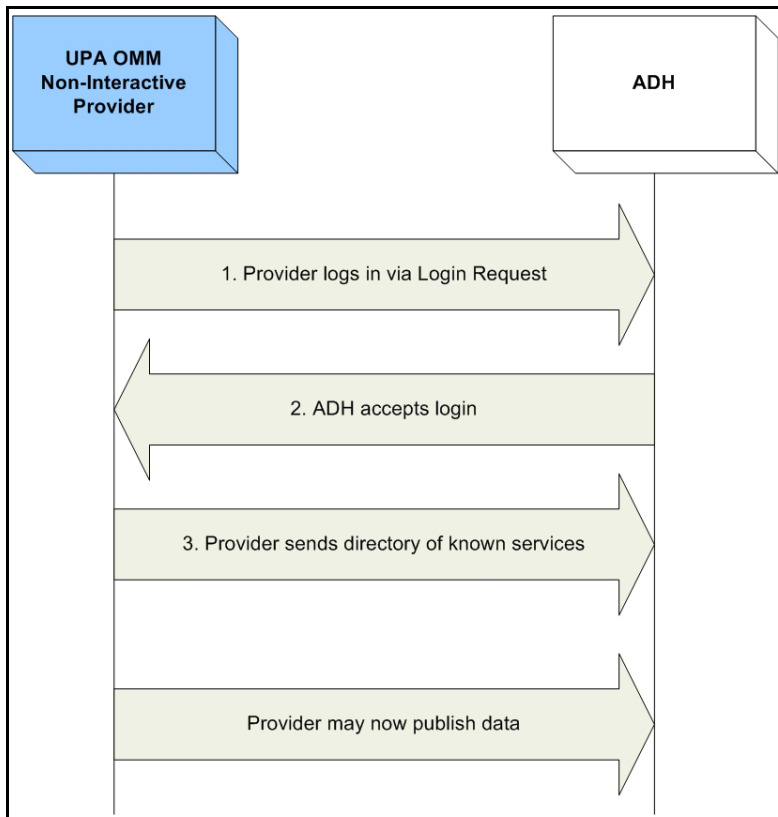 UPA OMM
Non-Interactive
Provider
ADH
1. Provider logs in via Login Request
2. ADH accepts login
3. Provider sends directory of known services
Provider may now publish data